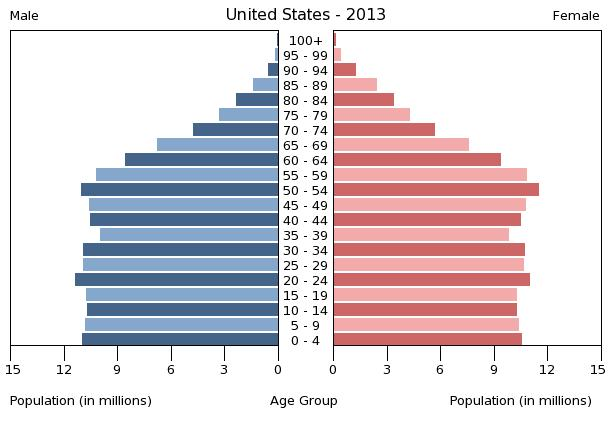 Male United States - 2013 Female
100+
95 - 99
90 - 94
85 - 89
80 - 84
75 - 79
70 - 74
65 - 69
60 - 64
55 - 59
50 - 54
45 - 49
40 - 44
35 - 39
30 - 34
25 - 29
20 - 24
15 - 19
10 - 14
5 - 9
0 - 4
15 12 9 6 3 0 0 3 6 9 12 15
Population (in millions) Age Group Population (in millions)